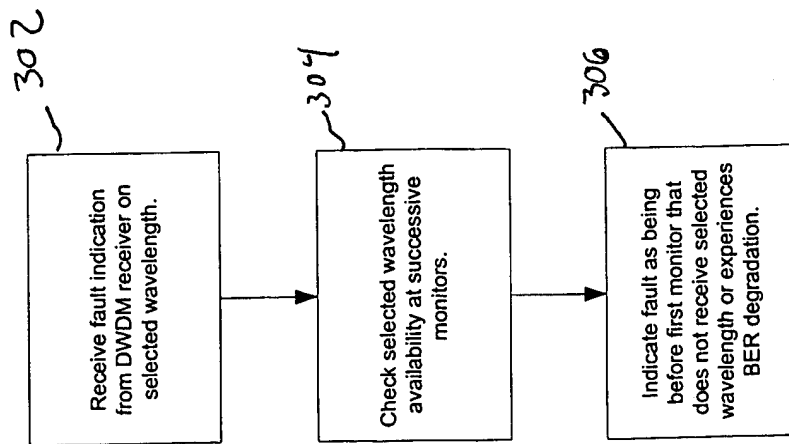 302
Receive fault indication
from DWDM receiver on
selected wavelength.
304
Check selected wavelength
availability at successive
monitors.
306
Indicate fault as being
before first monitor that
does not receive selected
wavelength or experiences
BER degradation.